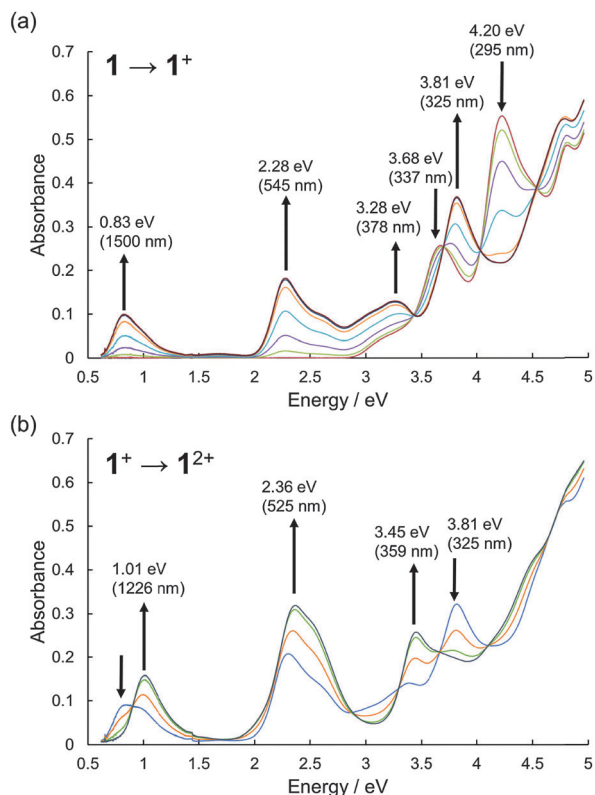 (a)
1 → 1+
0.83 eV
(1500 nm)
2.28 eV
(545 nm)
3.28 eV
(378 nm)
3.68 eV
(337 nm)
3.81 eV
(325 nm)
4.20 eV
(295 nm)
Absorbance
0.7
0.6
0.5
0.4
0.3
0.2
0.1
0
0.5 1 1.5 2 2.5 3 3.5 4 4.5 5
Energy / eV
(b)
1+ → 12+
1.01 eV
(1226 nm)
2.36 eV
(525 nm)
3.45 eV
(359 nm)
3.81 eV
(325 nm)
Absorbance
0.7
0.6
0.5
0.4
0.3
0.2
0.1
0
0.5 1 1.5 2 2.5 3 3.5 4 4.5 5
Energy / eV